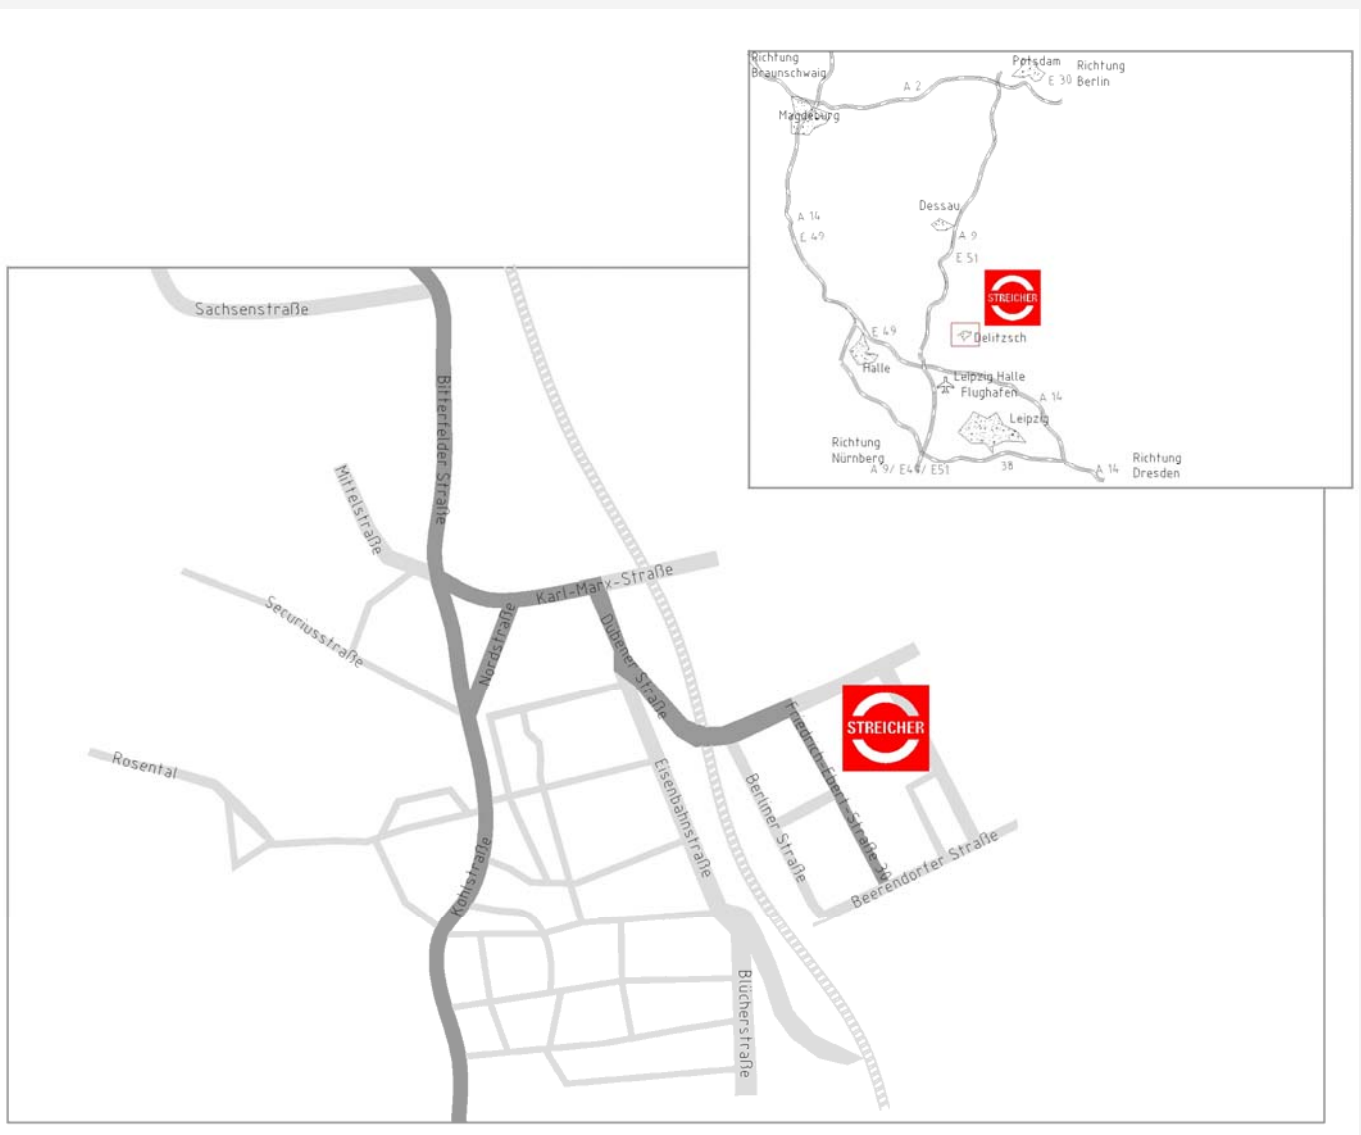 Richtung
Braunschwaig
Potsdam
Richtung
E 30 Berlin
A 2
Magdeburg
Dessau
A 14
E 49
A 9
E 51
STREICHER
E 49
Delitzsch
Halle
Leipzig Halle
Flughafen
A 14
Leipzig
Richtung
Nürnberg
A 9/ E49/ E51
38
A 14
Richtung
Dresden
Sachsenstraße
Bitterfelder Straße
Mittelstraße
Securiusstraße
Karl-Marx-Straße
Nordstraße
Dübener Straße
STREICHER
Friedrich-Ebert-Straße 30
Rosental
Eisenbahnstraße
Berliner Straße
Kohlstraße
Beerendorfer Straße
Blücherstraße